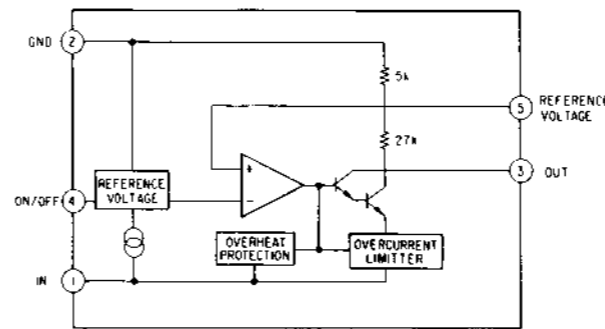 GND
2
5k
5
REFERENCE
VOLTAGE
27k
3
OUT
+
-
REFERENCE
VOLTAGE
ON/OFF
4
OVERHEAT
PROTECTION
OVERCURRENT
LIMITTER
IN
1